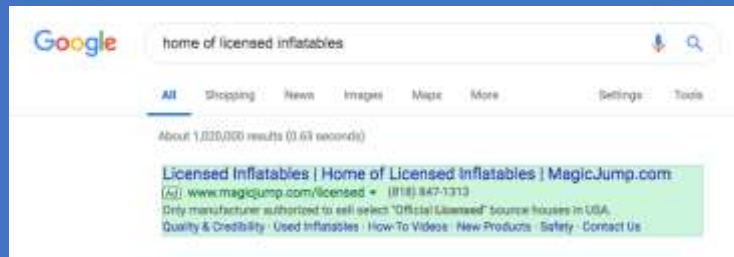 Google
home of licensed inflatables
All Shopping News Images Maps More Settings Tools
About 1,020,000 results (0.63 seconds)
Licensed Inflatables | Home of Licensed Inflatables | MagicJump.com
Ad www.magicjump.com/licensed (818) 847-1313
Only manufacturer authorized to sell select "Official Licensed" bounce houses in USA.
Quality & Credibility · Used Inflatables · How-To Videos · New Products · Safety · Contact Us